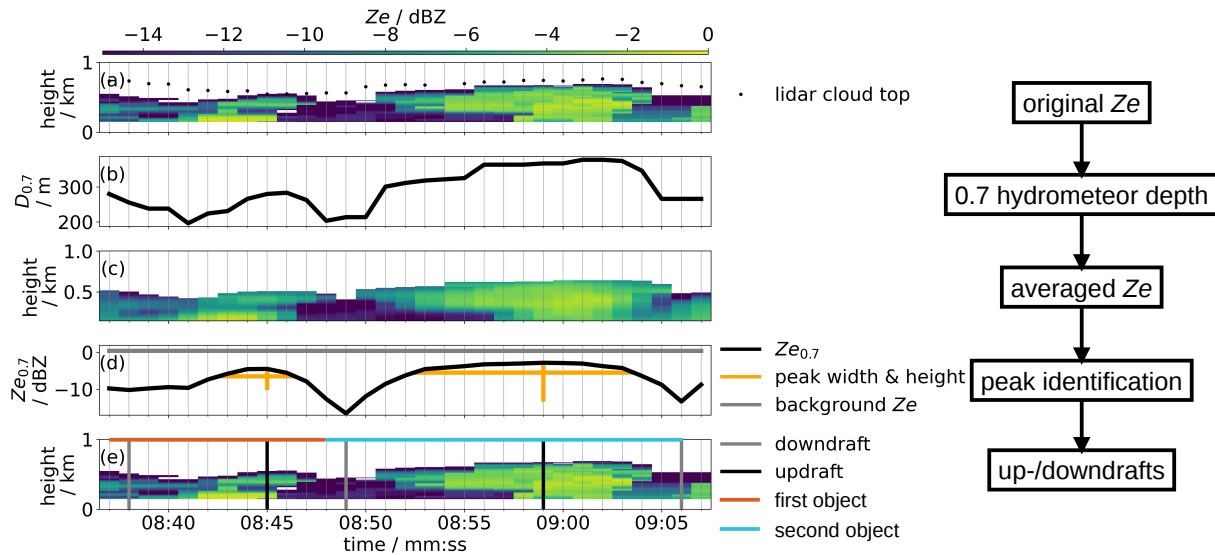 Ze / dBZ
−14 −12 −10 −8 −6 −4 −2 0
(a)
height / km
1
0
lidar cloud top
(b)
D0.7 / m
300
200
(c)
height / km
1.0
0.5
(d)
Ze0.7 / dBZ
0
−10
Ze0.7
peak width & height
background Ze
(e)
height / km
1
0
downdraft
updraft
first object
second object
08:40 08:45 08:50 08:55 09:00 09:05
time / mm:ss
original Ze
0.7 hydrometeor depth
averaged Ze
peak identification
up-/downdrafts